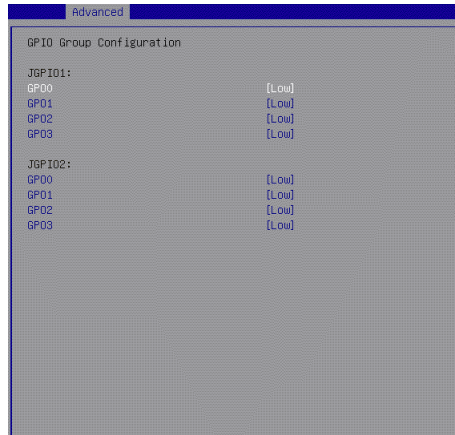 Advanced
GPIO Group Configuration
JGPIO1:
GPO0 [Low]
GPO1 [Low]
GPO2 [Low]
GPO3 [Low]
JGPIO2:
GPO0 [Low]
GPO1 [Low]
GPO2 [Low]
GPO3 [Low]